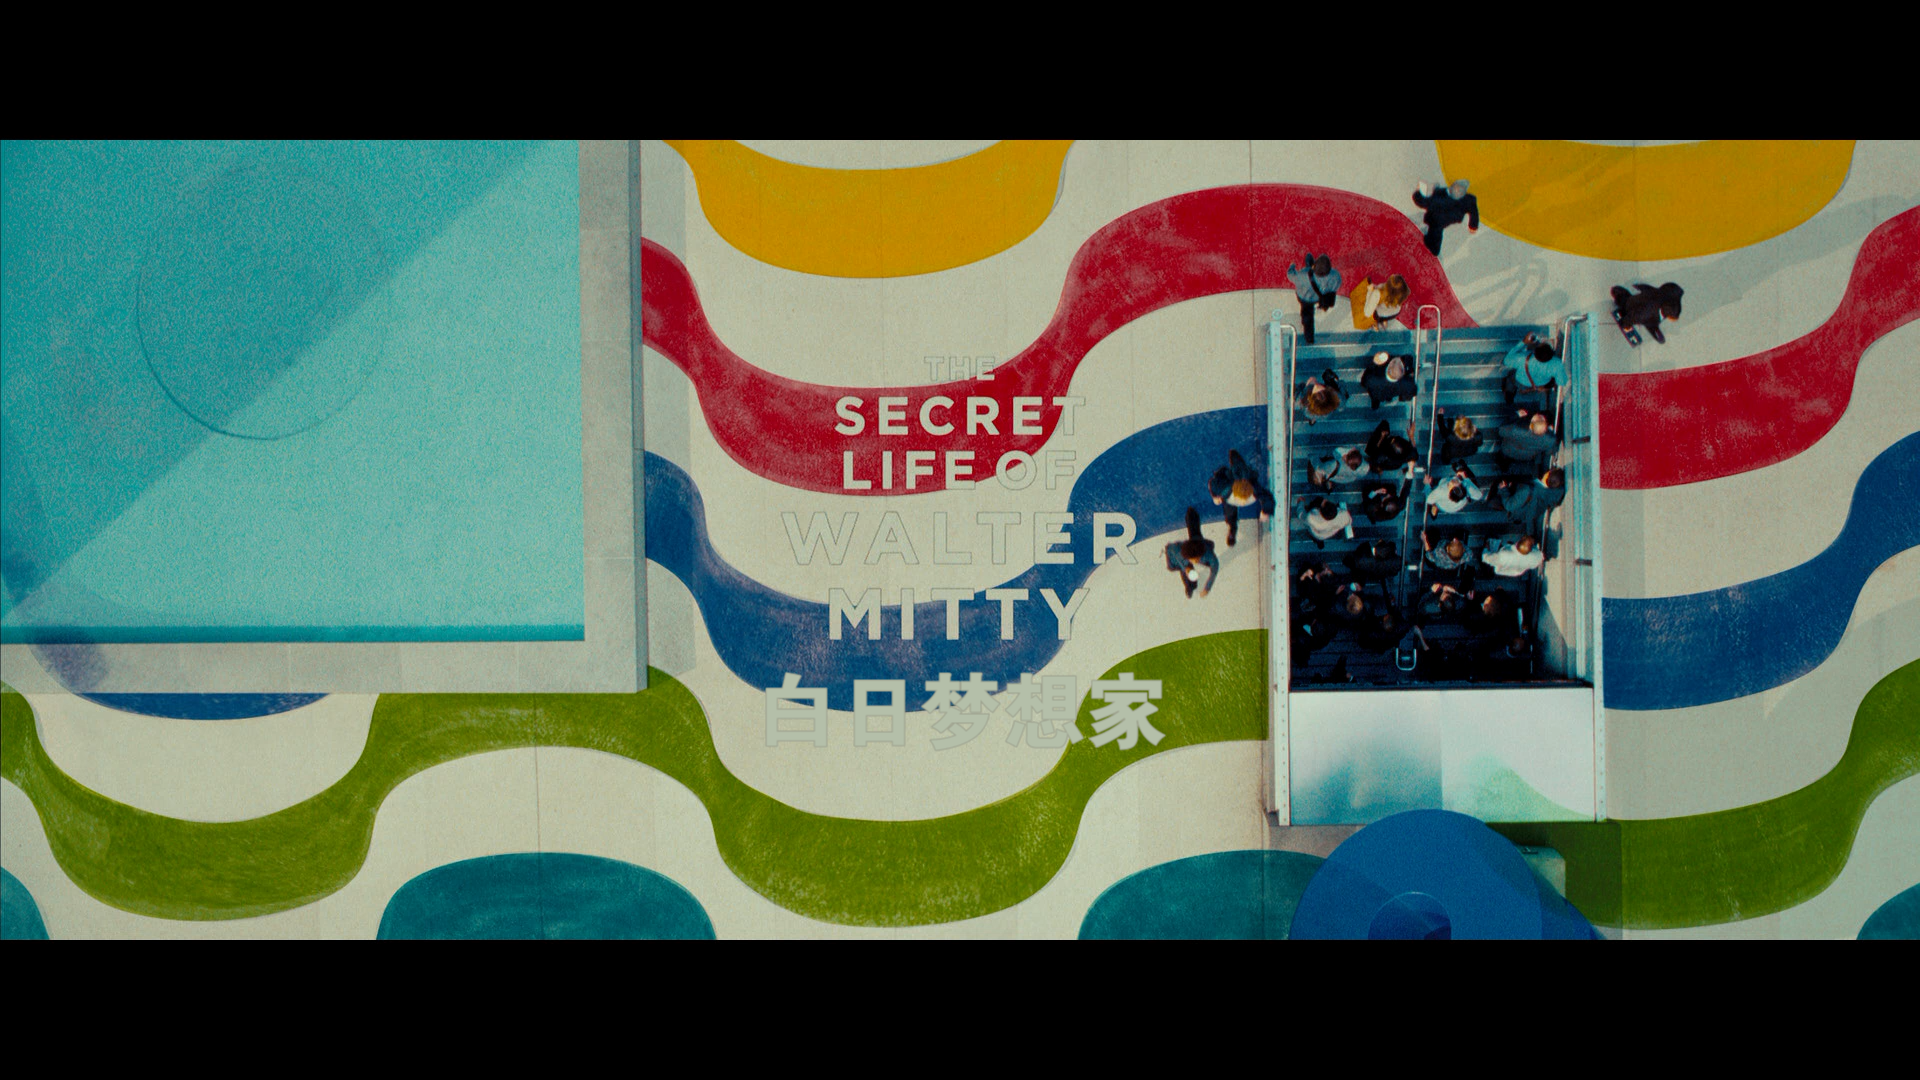 THE
SECRET
LIFE OF
WALTER
MITTY
白日梦想家